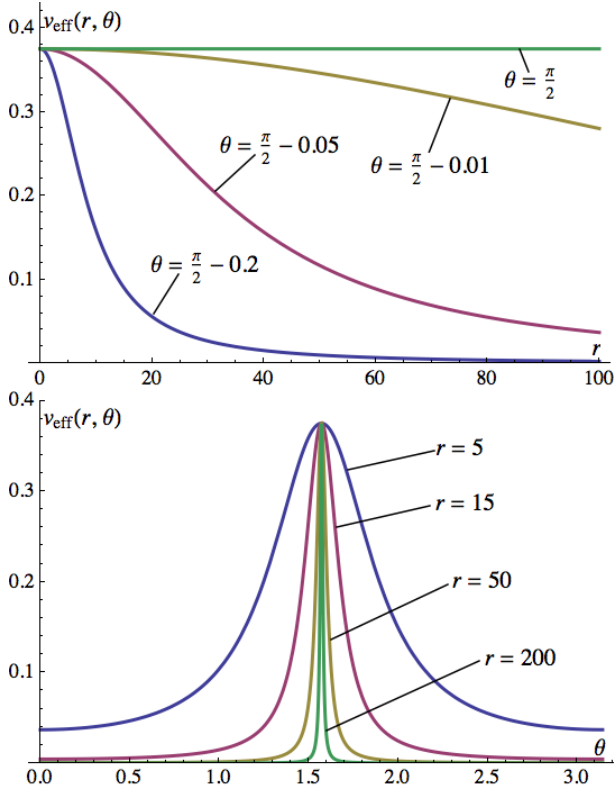 0.4
v_eff(r, θ)
θ = π/2
0.3
θ = π/2 − 0.05
θ = π/2 − 0.01
0.2
θ = π/2 − 0.2
0.1
r
0 20 40 60 80 100
0.4
v_eff(r, θ)
r = 5
0.3
r = 15
0.2
r = 50
r = 200
0.1
0.0 0.5 1.0 1.5 2.0 2.5 3.0 θ